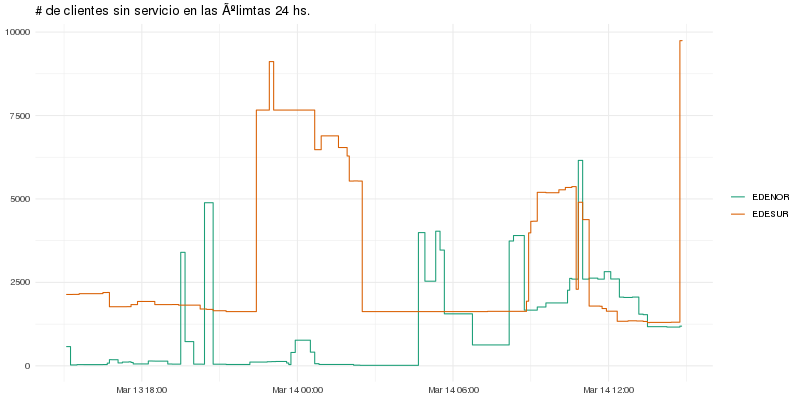 # de clientes sin servicio en las Ãºlimtas 24 hs.
10000
7500
5000
2500
0
Mar 13 18:00
Mar 14 00:00
Mar 14 06:00
Mar 14 12:00
EDENOR
EDESUR